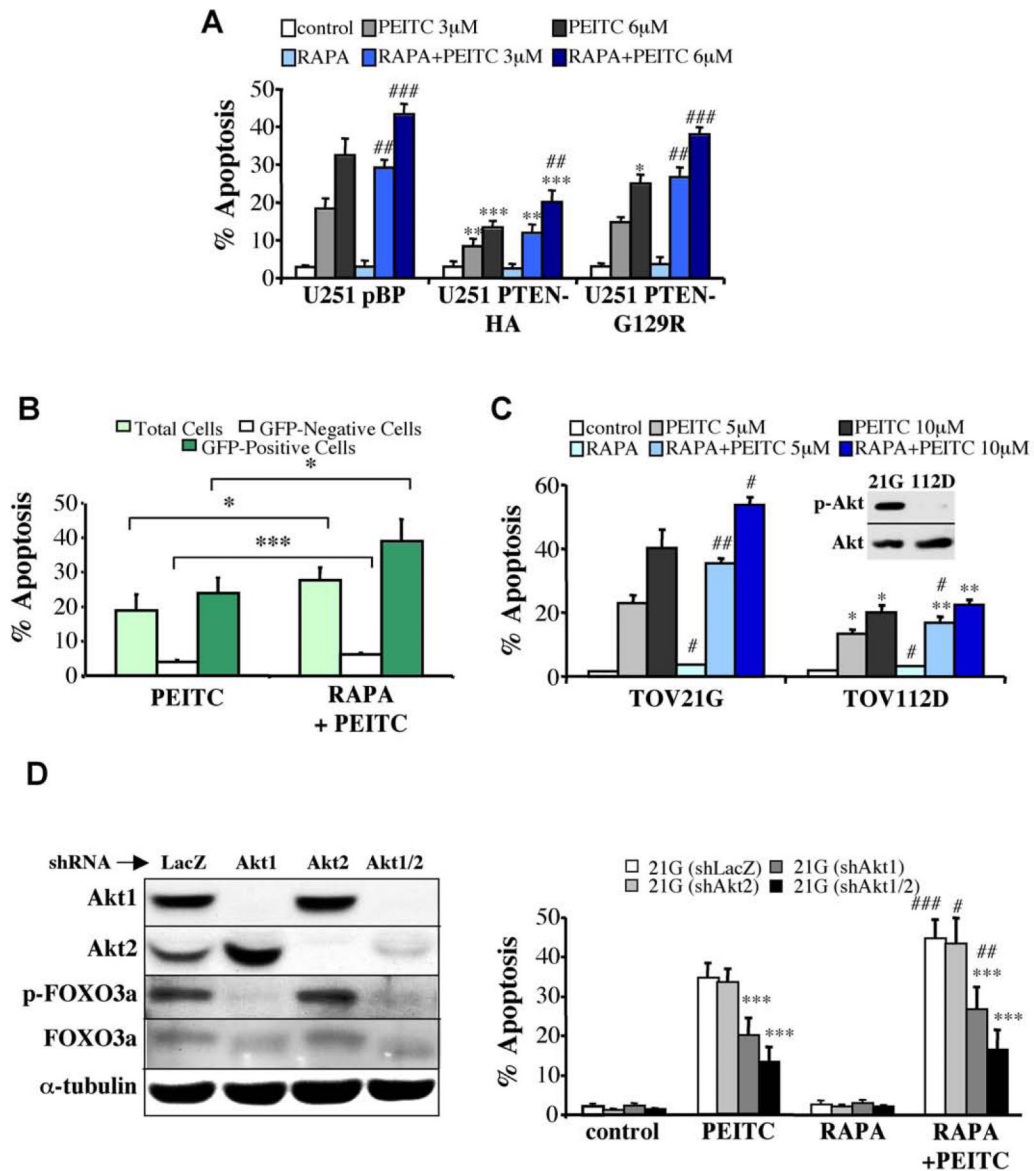 A
control PEITC 3µM PEITC 6µM
RAPA RAPA+PEITC 3µM RAPA+PEITC 6µM
% Apoptosis
50
40
30
20
10
0
## ###
** *** ** ## ***
* ## ###
U251 pBP U251 PTEN-HA U251 PTEN-G129R
B
Total Cells GFP-Negative Cells
GFP-Positive Cells
% Apoptosis
50
40
30
20
10
0
*
*
***
PEITC RAPA + PEITC
C
control PEITC 5µM PEITC 10µM
RAPA RAPA+PEITC 5µM RAPA+PEITC 10µM
% Apoptosis
60
40
20
0
# ## #
21G 112D
p-Akt
Akt
* * # # ** **
TOV21G TOV112D
D
shRNA → LacZ Akt1 Akt2 Akt1/2
Akt1
Akt2
p-FOXO3a
FOXO3a
α-tubulin
21G (shLacZ) 21G (shAkt1)
21G (shAkt2) 21G (shAkt1/2)
% Apoptosis
50
40
30
20
10
0
*** ***
### # ## *** ***
control PEITC RAPA RAPA +PEITC